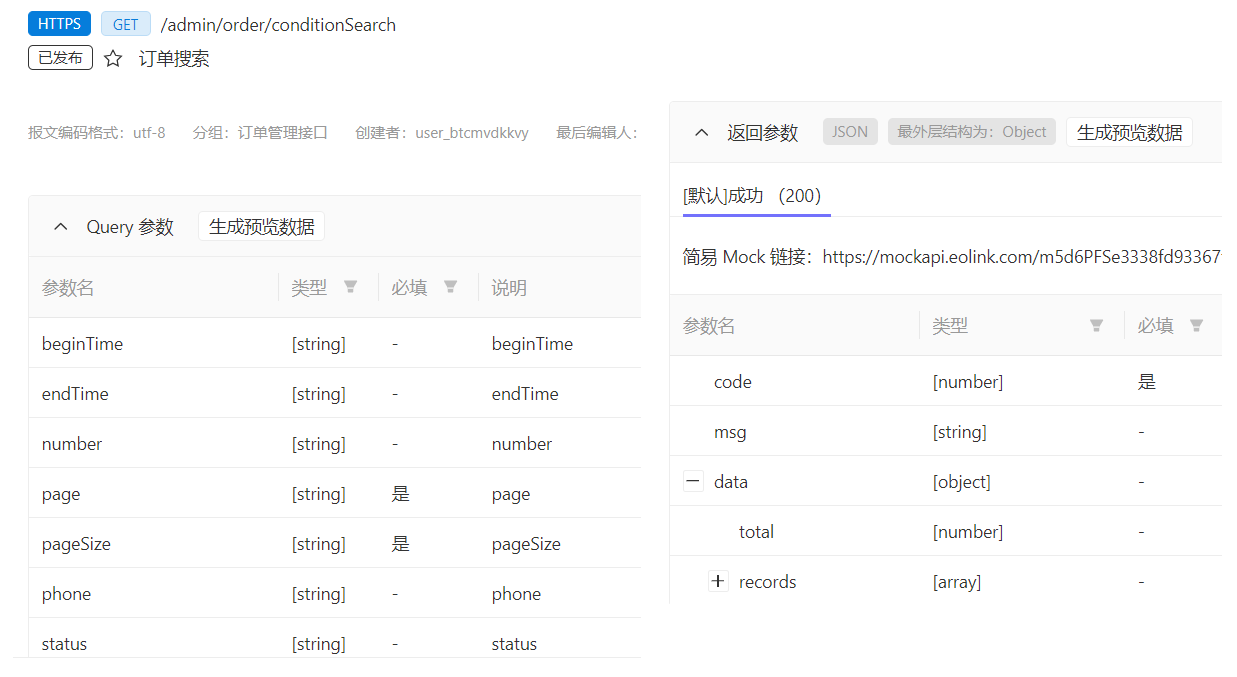 HTTPS GET /admin/order/conditionSearch
已发布 订单搜索
报文编码格式：utf-8 分组：订单管理接口 创建者：user_btcmvdkkvy 最后编辑人：
Query 参数 生成预览数据
参数名 类型 必填 说明
beginTime [string] - beginTime
endTime [string] - endTime
number [string] - number
page [string] 是 page
pageSize [string] 是 pageSize
phone [string] - phone
status [string] - status
返回参数 JSON 最外层结构为：Object 生成预览数据
[默认]成功 （200）
简易 Mock 链接：https://mockapi.eolink.com/m5d6PFSe3338fd93367
参数名 类型 必填
code [number] 是
msg [string] -
data [object] -
total [number] -
records [array] -